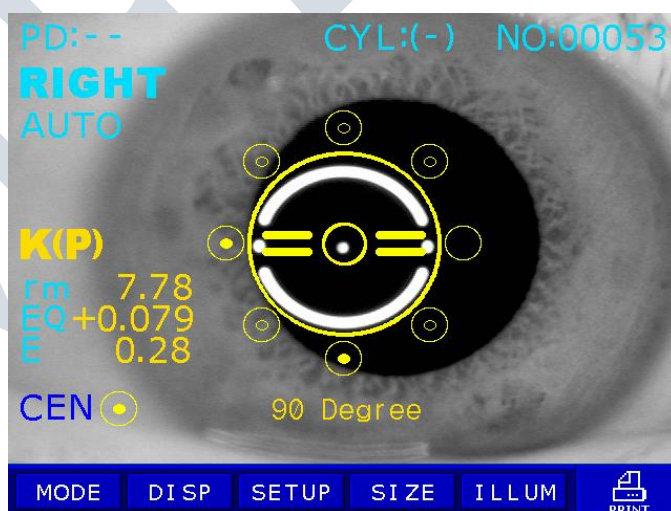 PD:-- CYL:(-) NO:00053
RIGHT
AUTO
K(P)
rm 7.78
EQ +0.079
E 0.28
CEN
90 Degree
MODE DISP SETUP SIZE ILLUM PRINT